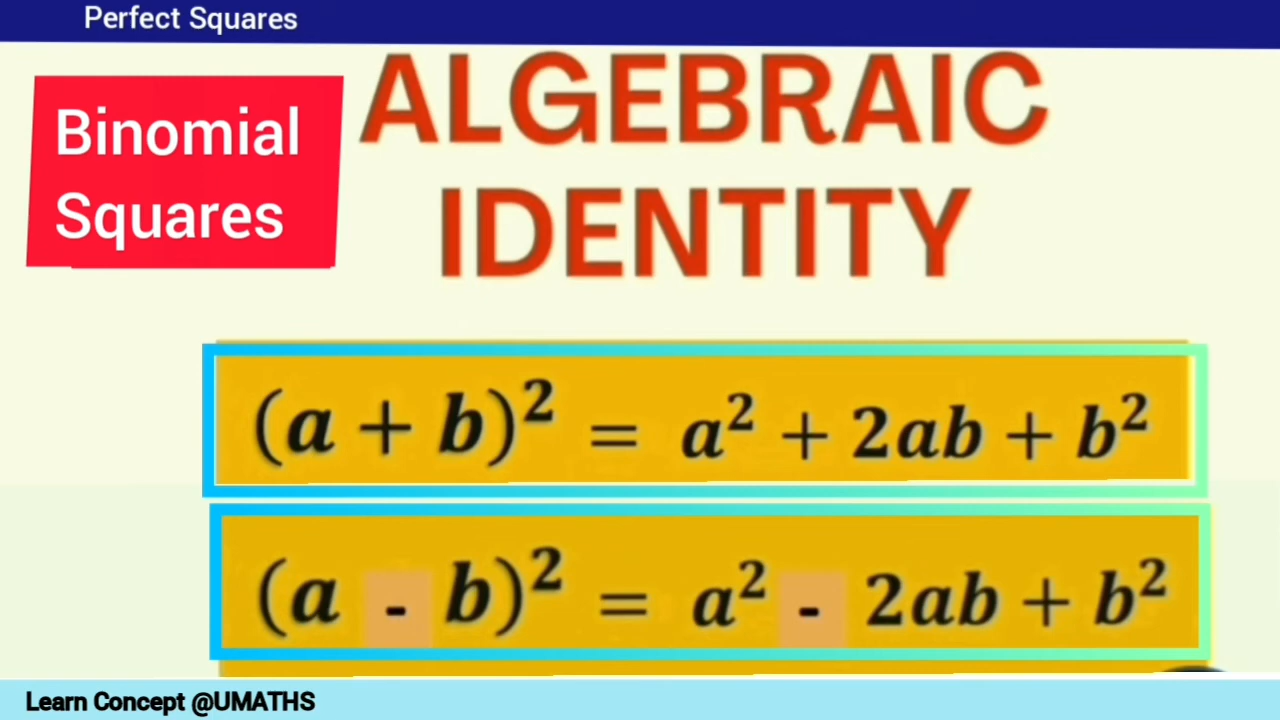 Perfect Squares
Binomial
Squares
ALGEBRAIC
IDENTITY
(a + b)² = a² + 2ab + b²
(a - b)² = a² - 2ab + b²
Learn Concept @UMATHS